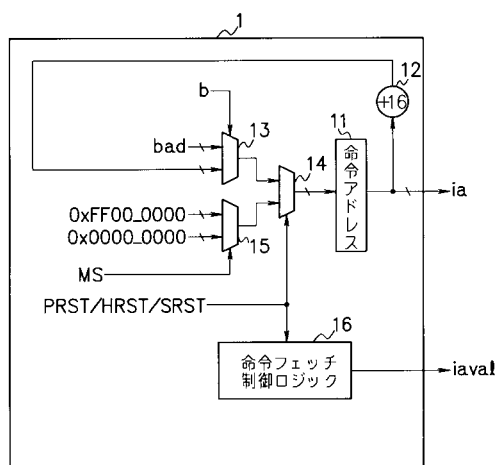 1
12
+16
b
13
bad
11
命令アドレス
14
ia
0xFF00_0000
0x0000_0000
15
MS
PRST/HRST/SRST
16
命令フェッチ
制御ロジック
iaval